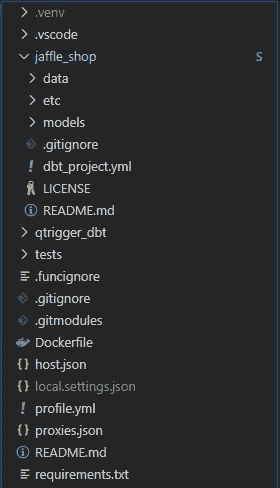 .venv
.vscode
jaffle_shop S
data
etc
models
.gitignore
dbt_project.yml
LICENSE
README.md
qtrigger_dbt
tests
.funcignore
.gitignore
.gitmodules
Dockerfile
host.json
local.settings.json
profile.yml
proxies.json
README.md
requirements.txt